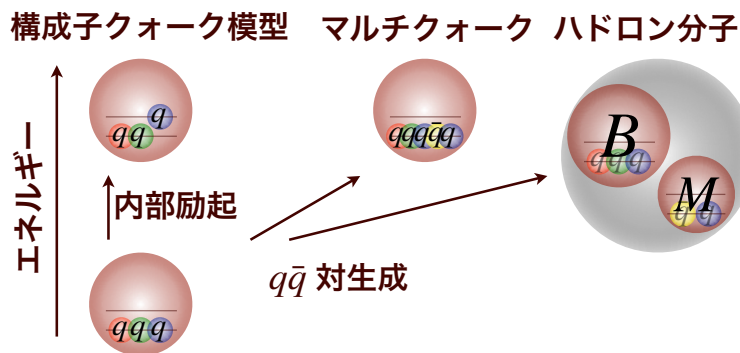 構成子クォーク模型 マルチクォーク ハドロン分子
エネルギー
q
qq
qqqq̄q
B
qqq
M
q̄ q
内部励起
qq̄ 対生成
qqq